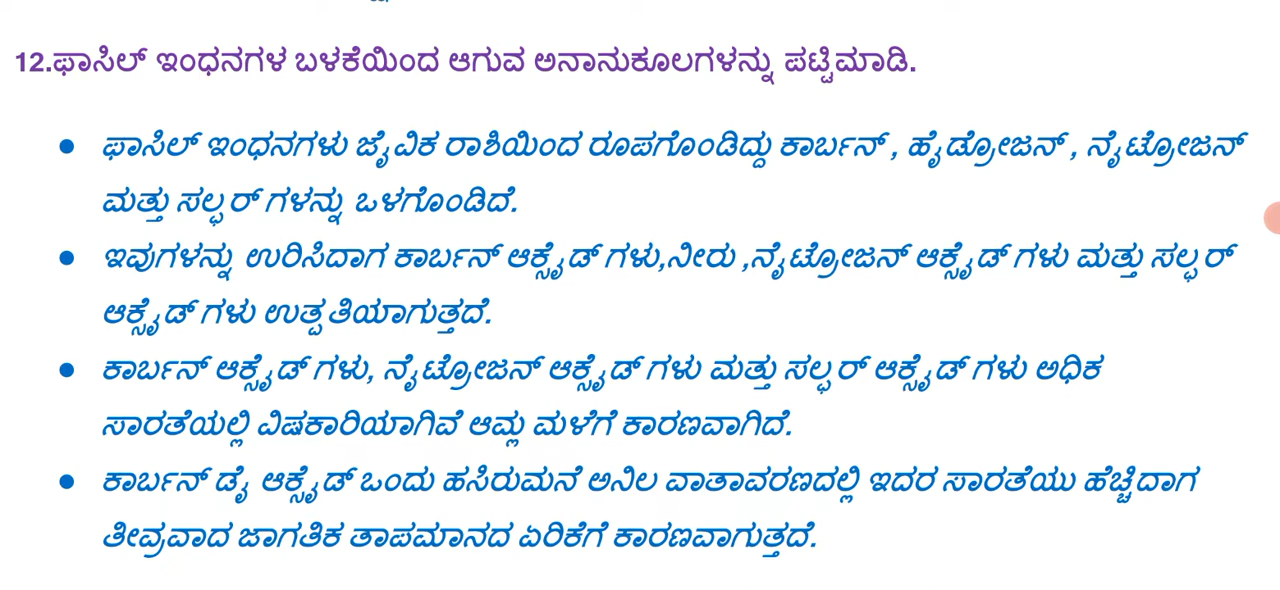 12.ಫಾಸಿಲ್ ಇಂಧನಗಳ ಬಳಕೆಯಿಂದ ಆಗುವ ಅನಾನುಕೂಲಗಳನ್ನು ಪಟ್ಟಿಮಾಡಿ.
● ಫಾಸಿಲ್ ಇಂಧನಗಳು ಜೈವಿಕ ರಾಶಿಯಿಂದ ರೂಪಗೊಂಡಿದ್ದು ಕಾರ್ಬನ್ , ಹೈಡ್ರೋಜನ್ , ನೈಟ್ರೋಜನ್
ಮತ್ತು ಸಲ್ಫರ್ ಗಳನ್ನು ಒಳಗೊಂಡಿದೆ.
● ಇವುಗಳನ್ನು ಉರಿಸಿದಾಗ ಕಾರ್ಬನ್ ಆಕ್ಸೈಡ್ ಗಳು,ನೀರು ,ನೈಟ್ರೋಜನ್ ಆಕ್ಸೈಡ್ ಗಳು ಮತ್ತು ಸಲ್ಫರ್
ಆಕ್ಸೈಡ್ ಗಳು ಉತ್ಪತಿಯಾಗುತ್ತದೆ.
● ಕಾರ್ಬನ್ ಆಕ್ಸೈಡ್ ಗಳು, ನೈಟ್ರೋಜನ್ ಆಕ್ಸೈಡ್ ಗಳು ಮತ್ತು ಸಲ್ಫರ್ ಆಕ್ಸೈಡ್ ಗಳು ಅಧಿಕ
ಸಾರತೆಯಲ್ಲಿ ವಿಷಕಾರಿಯಾಗಿವೆ ಆಮ್ಲ ಮಳೆಗೆ ಕಾರಣವಾಗಿದೆ.
● ಕಾರ್ಬನ್ ಡೈ ಆಕ್ಸೈಡ್ ಒಂದು ಹಸಿರುಮನೆ ಅನಿಲ ವಾತಾವರಣದಲ್ಲಿ ಇದರ ಸಾರತೆಯು ಹೆಚ್ಚಿದಾಗ
ತೀವ್ರವಾದ ಜಾಗತಿಕ ತಾಪಮಾನದ ಏರಿಕೆಗೆ ಕಾರಣವಾಗುತ್ತದೆ.